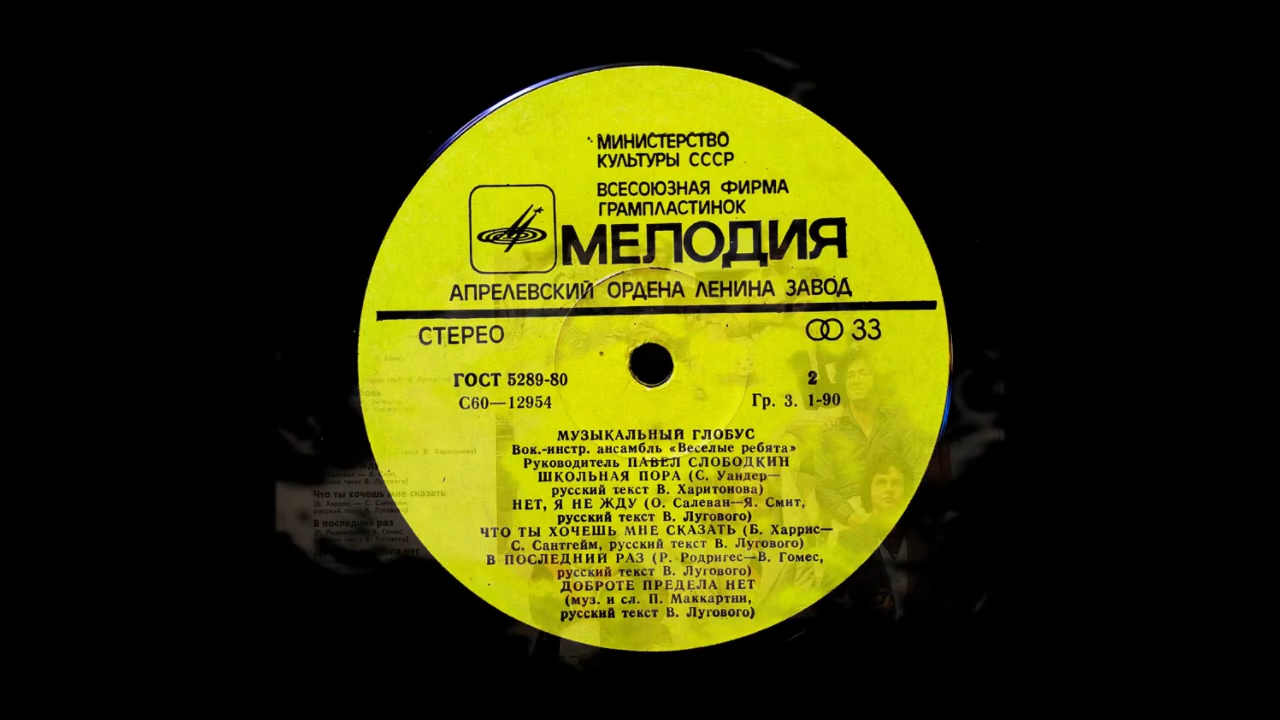 МИНИСТЕРСТВО
КУЛЬТУРЫ СССР
ВСЕСОЮЗНАЯ ФИРМА
ГРАМПЛАСТИНОК
МЕЛОДИЯ
АПРЕЛЕВСКИЙ ОРДЕНА ЛЕНИНА ЗАВОД
СТЕРЕО 33
ГОСТ 5289-80 2
С60—12954 Гр. 3. 1-90
МУЗЫКАЛЬНЫЙ ГЛОБУС
Вок.-инстр. ансамбль «Веселые ребята»
Руководитель ПАВЕЛ СЛОБОДКИН
ШКОЛЬНАЯ ПОРА (С. Уандер—
русский текст В. Харитонова)
НЕТ, Я НЕ ЖДУ (О. Салеван—Я. Смит,
русский текст В. Лугового)
ЧТО ТЫ ХОЧЕШЬ МНЕ СКАЗАТЬ (Б. Харрис—
С. Сантгейм, русский текст В. Лугового)
В ПОСЛЕДНИЙ РАЗ (Р. Родригес—В. Гомес,
русский текст В. Лугового)
ДОБРОТЕ ПРЕДЕЛА НЕТ
(муз. и сл. П. Маккартни,
русский текст В. Лугового)
Что ты хочешь мне сказать
В последний раз